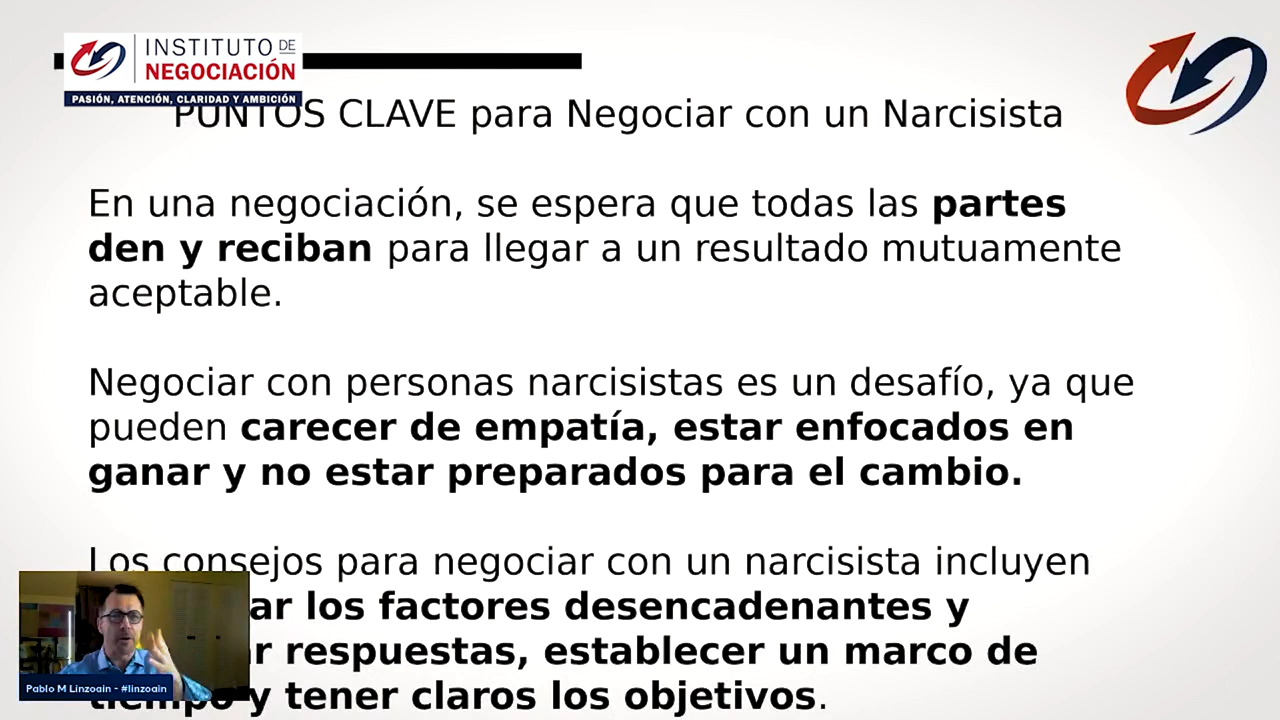 INSTITUTO DE
NEGOCIACIÓN
PASIÓN, ATENCIÓN, CLARIDAD Y AMBICIÓN
PUNTOS CLAVE para Negociar con un Narcisista
En una negociación, se espera que todas las partes
den y reciban para llegar a un resultado mutuamente
aceptable.
Negociar con personas narcisistas es un desafío, ya que
pueden carecer de empatía, estar enfocados en
ganar y no estar preparados para el cambio.
Los consejos para negociar con un narcisista incluyen
los factores desencadenantes y
respuestas, establecer un marco de
tiempo y tener claros los objetivos.
Pablo M Linzoain - #linzoain